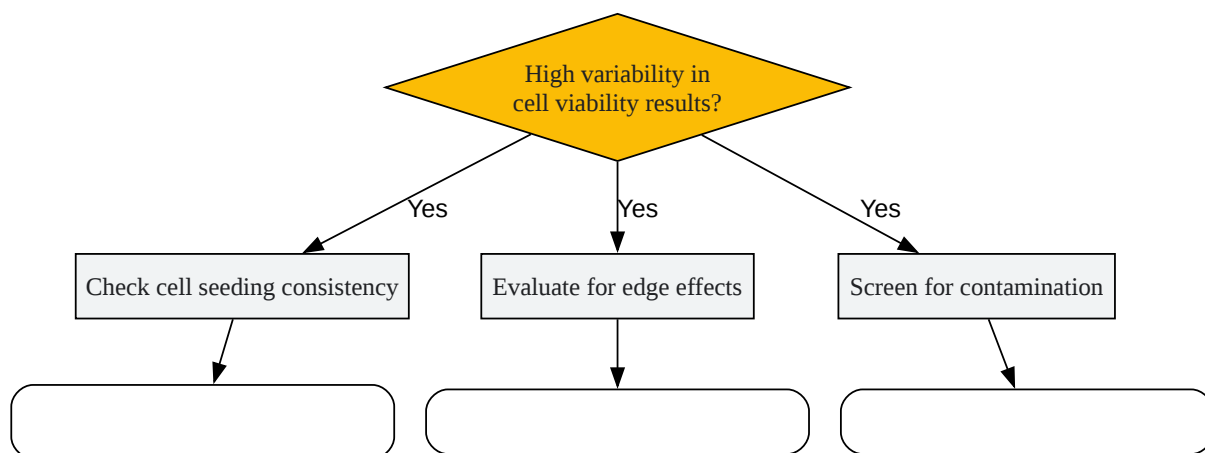 High variability in
cell viability results?
Yes
Yes
Yes
Check cell seeding consistency
Evaluate for edge effects
Screen for contamination